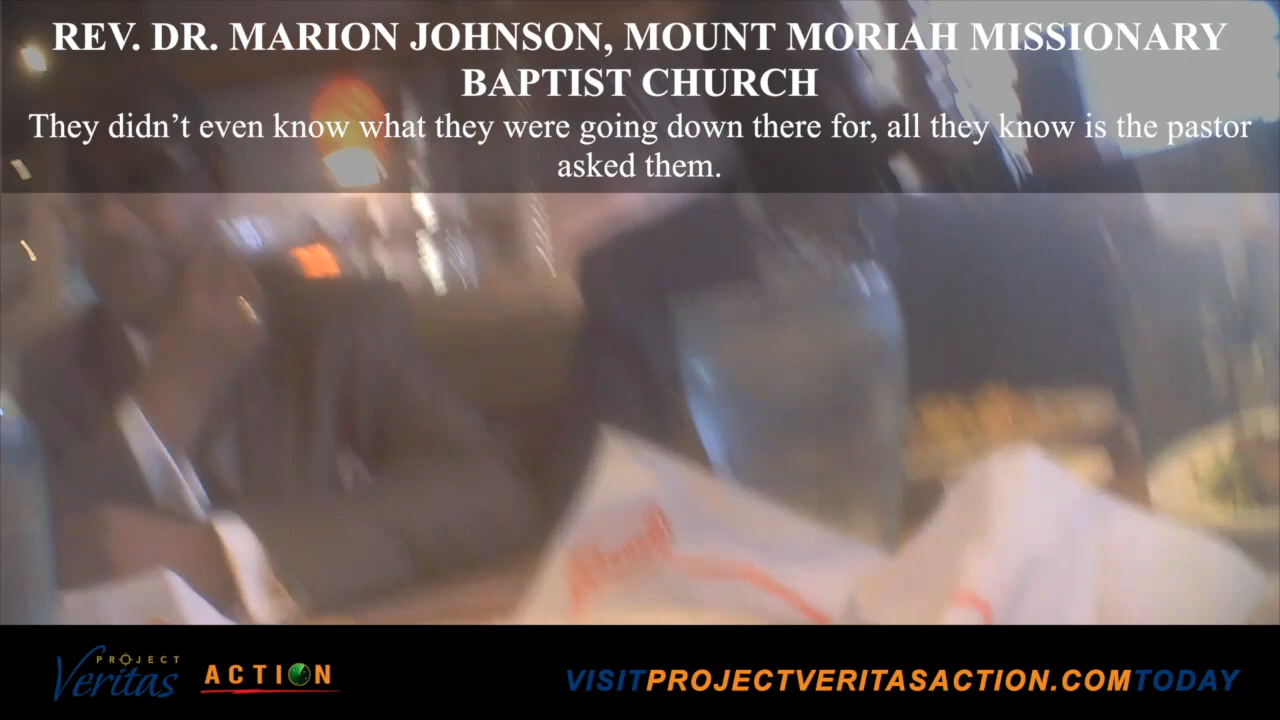 REV. DR. MARION JOHNSON, MOUNT MORIAH MISSIONARY
BAPTIST CHURCH
They didn’t even know what they were going down there for, all they know is the pastor
asked them.
PROJECT
Veritas ACTION
VISITPROJECTVERITASACTION.COMTODAY